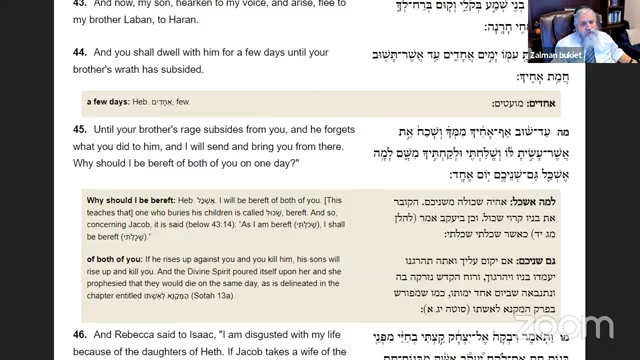 43. And now, my son, hearken to my voice, and arise, flee to
my brother Laban, to Haran.
44. And you shall dwell with him for a few days until your
brother's wrath has subsided.
a few days: Heb. אֲחָדִים, few.
45. Until your brother's rage subsides from you, and he forgets
what you did to him, and I will send and bring you from there.
Why should I be bereft of both of you on one day?"
Why should I be bereft: Heb. אֶשְׁכַּל. I will be bereft of both of you. [This
teaches that] one who buries his children is called שָׁכוּל, bereft. And so,
concerning Jacob, it is said (below 43:14): "As I am bereft (שָׁכֹלְתִּי), I shall
be bereft (שָׁכָלְתִּי)."
of both of you: If he rises up against you and you kill him, his sons will
rise up and kill you. And the Divine Spirit poured itself upon her and she
prophesied that they would die on the same day, as is delineated in the
chapter entitled הַמְקַנֵּא לְאִשְׁתּוֹ (Sotah 13a).
46. And Rebecca said to Isaac, "I am disgusted with my life
because of the daughters of Heth. If Jacob takes a wife of the
בְנִי שְׁמַע בְּקֹלִי וְקוּם בְּרַח־לְךָ
אָחִי חָרָנָה:
עִמּוֹ יָמִים אֲחָדִים עַד אֲשֶׁר־תָּשׁוּב
חֲמַת אָחִיךָ:
אחדים: מועטים:
מה עַד־שׁוּב אַף־אָחִיךָ מִמְּךָ וְשָׁכַח אֵת
אֲשֶׁר־עָשִׂיתָ לּוֹ וְשָׁלַחְתִּי וּלְקַחְתִּיךָ מִשָּׁם לָמָה
אֶשְׁכַּל גַּם־שְׁנֵיכֶם יוֹם אֶחָד:
למה אשכל: אהיה שכולה משניכם. הקובר
את בניו קרוי שכול. וכן ביעקב אמר (להלן
מג יד) כאשר שכלתי שכלתי:
גם שניכם: אם יקום עליך ואתה תהרגנו
יעמדו בניו ויהרגוך, ורוח הקדש נזרקה בה
ונתנבאה שביום אחד ימותו, כמו שמפורש
בפרק המקנא לאשתו (סוטה יג א):
מו וַתֹּאמֶר רִבְקָה אֶל־יִצְחָק קַצְתִּי בְחַיַּי מִפְּנֵי
Zalman bukiet
zoom